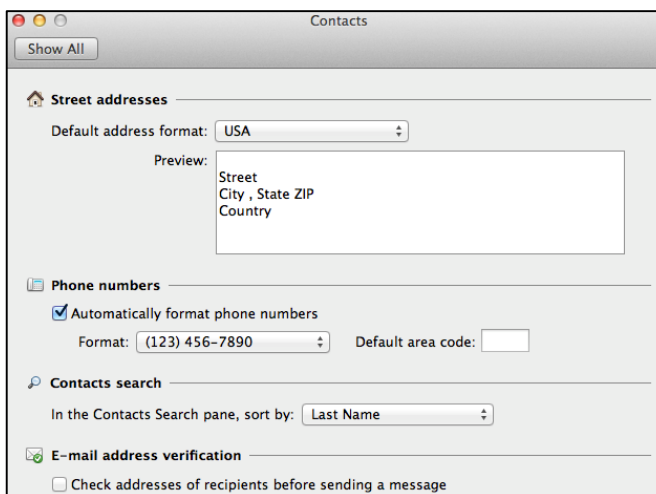 Contacts
Show All
Street addresses
Default address format: USA
Preview:
Street
City , State ZIP
Country
Phone numbers
Automatically format phone numbers
Format: (123) 456-7890 Default area code:
Contacts search
In the Contacts Search pane, sort by: Last Name
E-mail address verification
Check addresses of recipients before sending a message